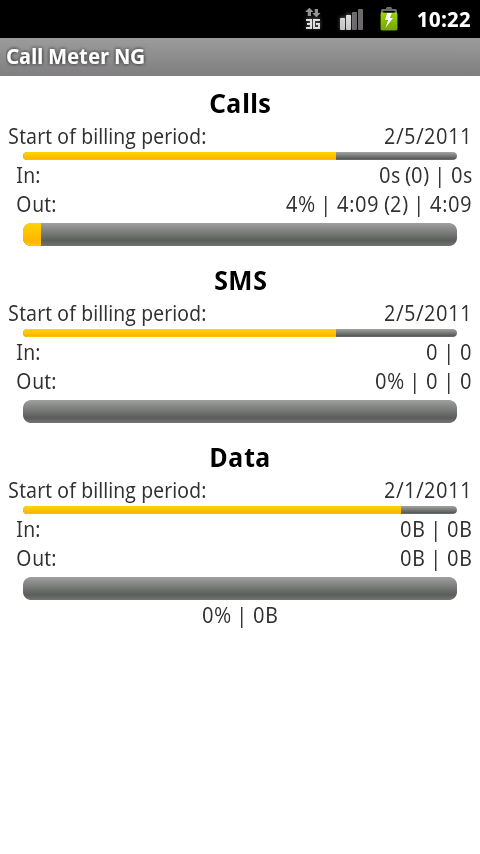 3G 10:22
Call Meter NG
Calls
Start of billing period: 2/5/2011
In: 0s (0) | 0s
Out: 4% | 4:09 (2) | 4:09
SMS
Start of billing period: 2/5/2011
In: 0 | 0
Out: 0% | 0 | 0
Data
Start of billing period: 2/1/2011
In: 0B | 0B
Out: 0B | 0B
0% | 0B